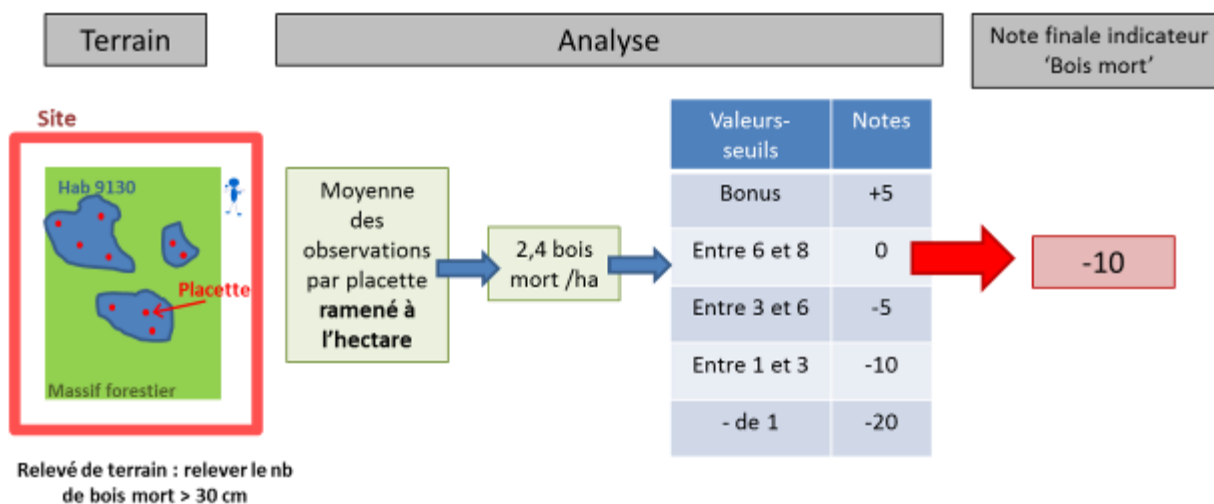 Terrain
Analyse
Note finale indicateur
‘Bois mort’
Site
Hab 9130
Placette
Massif forestier
Relevé de terrain : relever le nb
de bois mort > 30 cm
Moyenne
des
observations
par placette
ramené à
l’hectare
2,4 bois
mort /ha
Valeurs-
seuils
Notes
Bonus
+5
Entre 6 et 8
0
Entre 3 et 6
-5
Entre 1 et 3
-10
- de 1
-20
-10